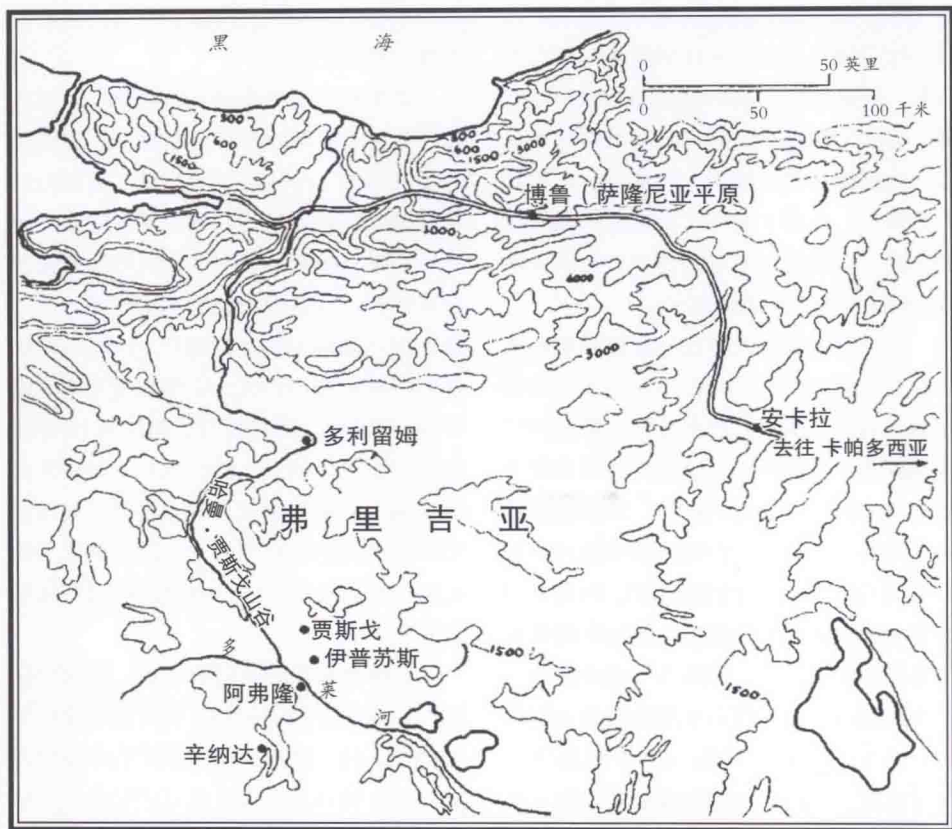 黑 海
0 50 英里
0 50 100 千米
300
600
1500
300
600
1500 3000
博鲁（萨隆尼亚平原）
3000
6000
3000
安卡拉
去往 卡帕多西亚
多利留姆
哈曼·贾斯戈山谷
弗里吉亚
贾斯戈
伊普苏斯
1500
1500
多莱河
阿弗隆
辛纳达